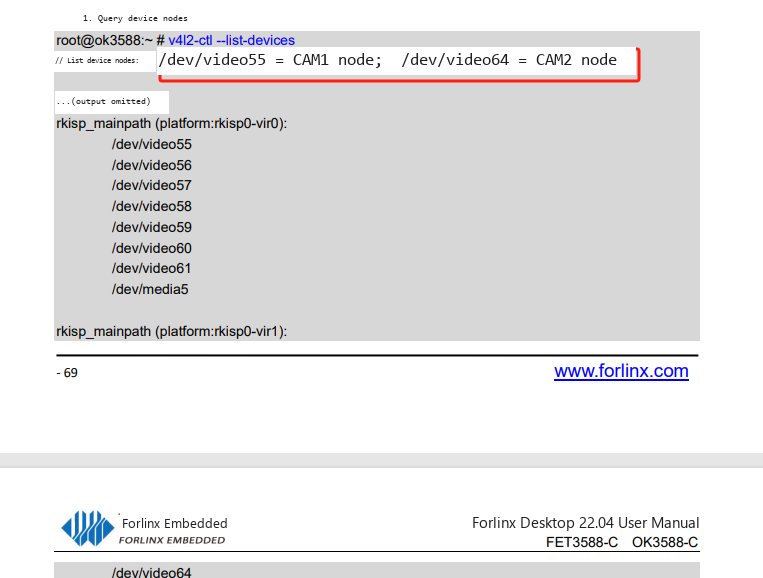 1. Query device nodes
root@ok3588:~ # v4l2-ctl --list-devices
// List device nodes: /dev/video55 = CAM1 node; /dev/video64 = CAM2 node
...(output omitted)
rkisp_mainpath (platform:rkisp0-vir0):
/dev/video55
/dev/video56
/dev/video57
/dev/video58
/dev/video59
/dev/video60
/dev/video61
/dev/media5
rkisp_mainpath (platform:rkisp0-vir1):
- 69 www.forlinx.com
Forlinx Embedded Forlinx Desktop 22.04 User Manual
FORLINX EMBEDDED FET3588-C OK3588-C
/dev/video64